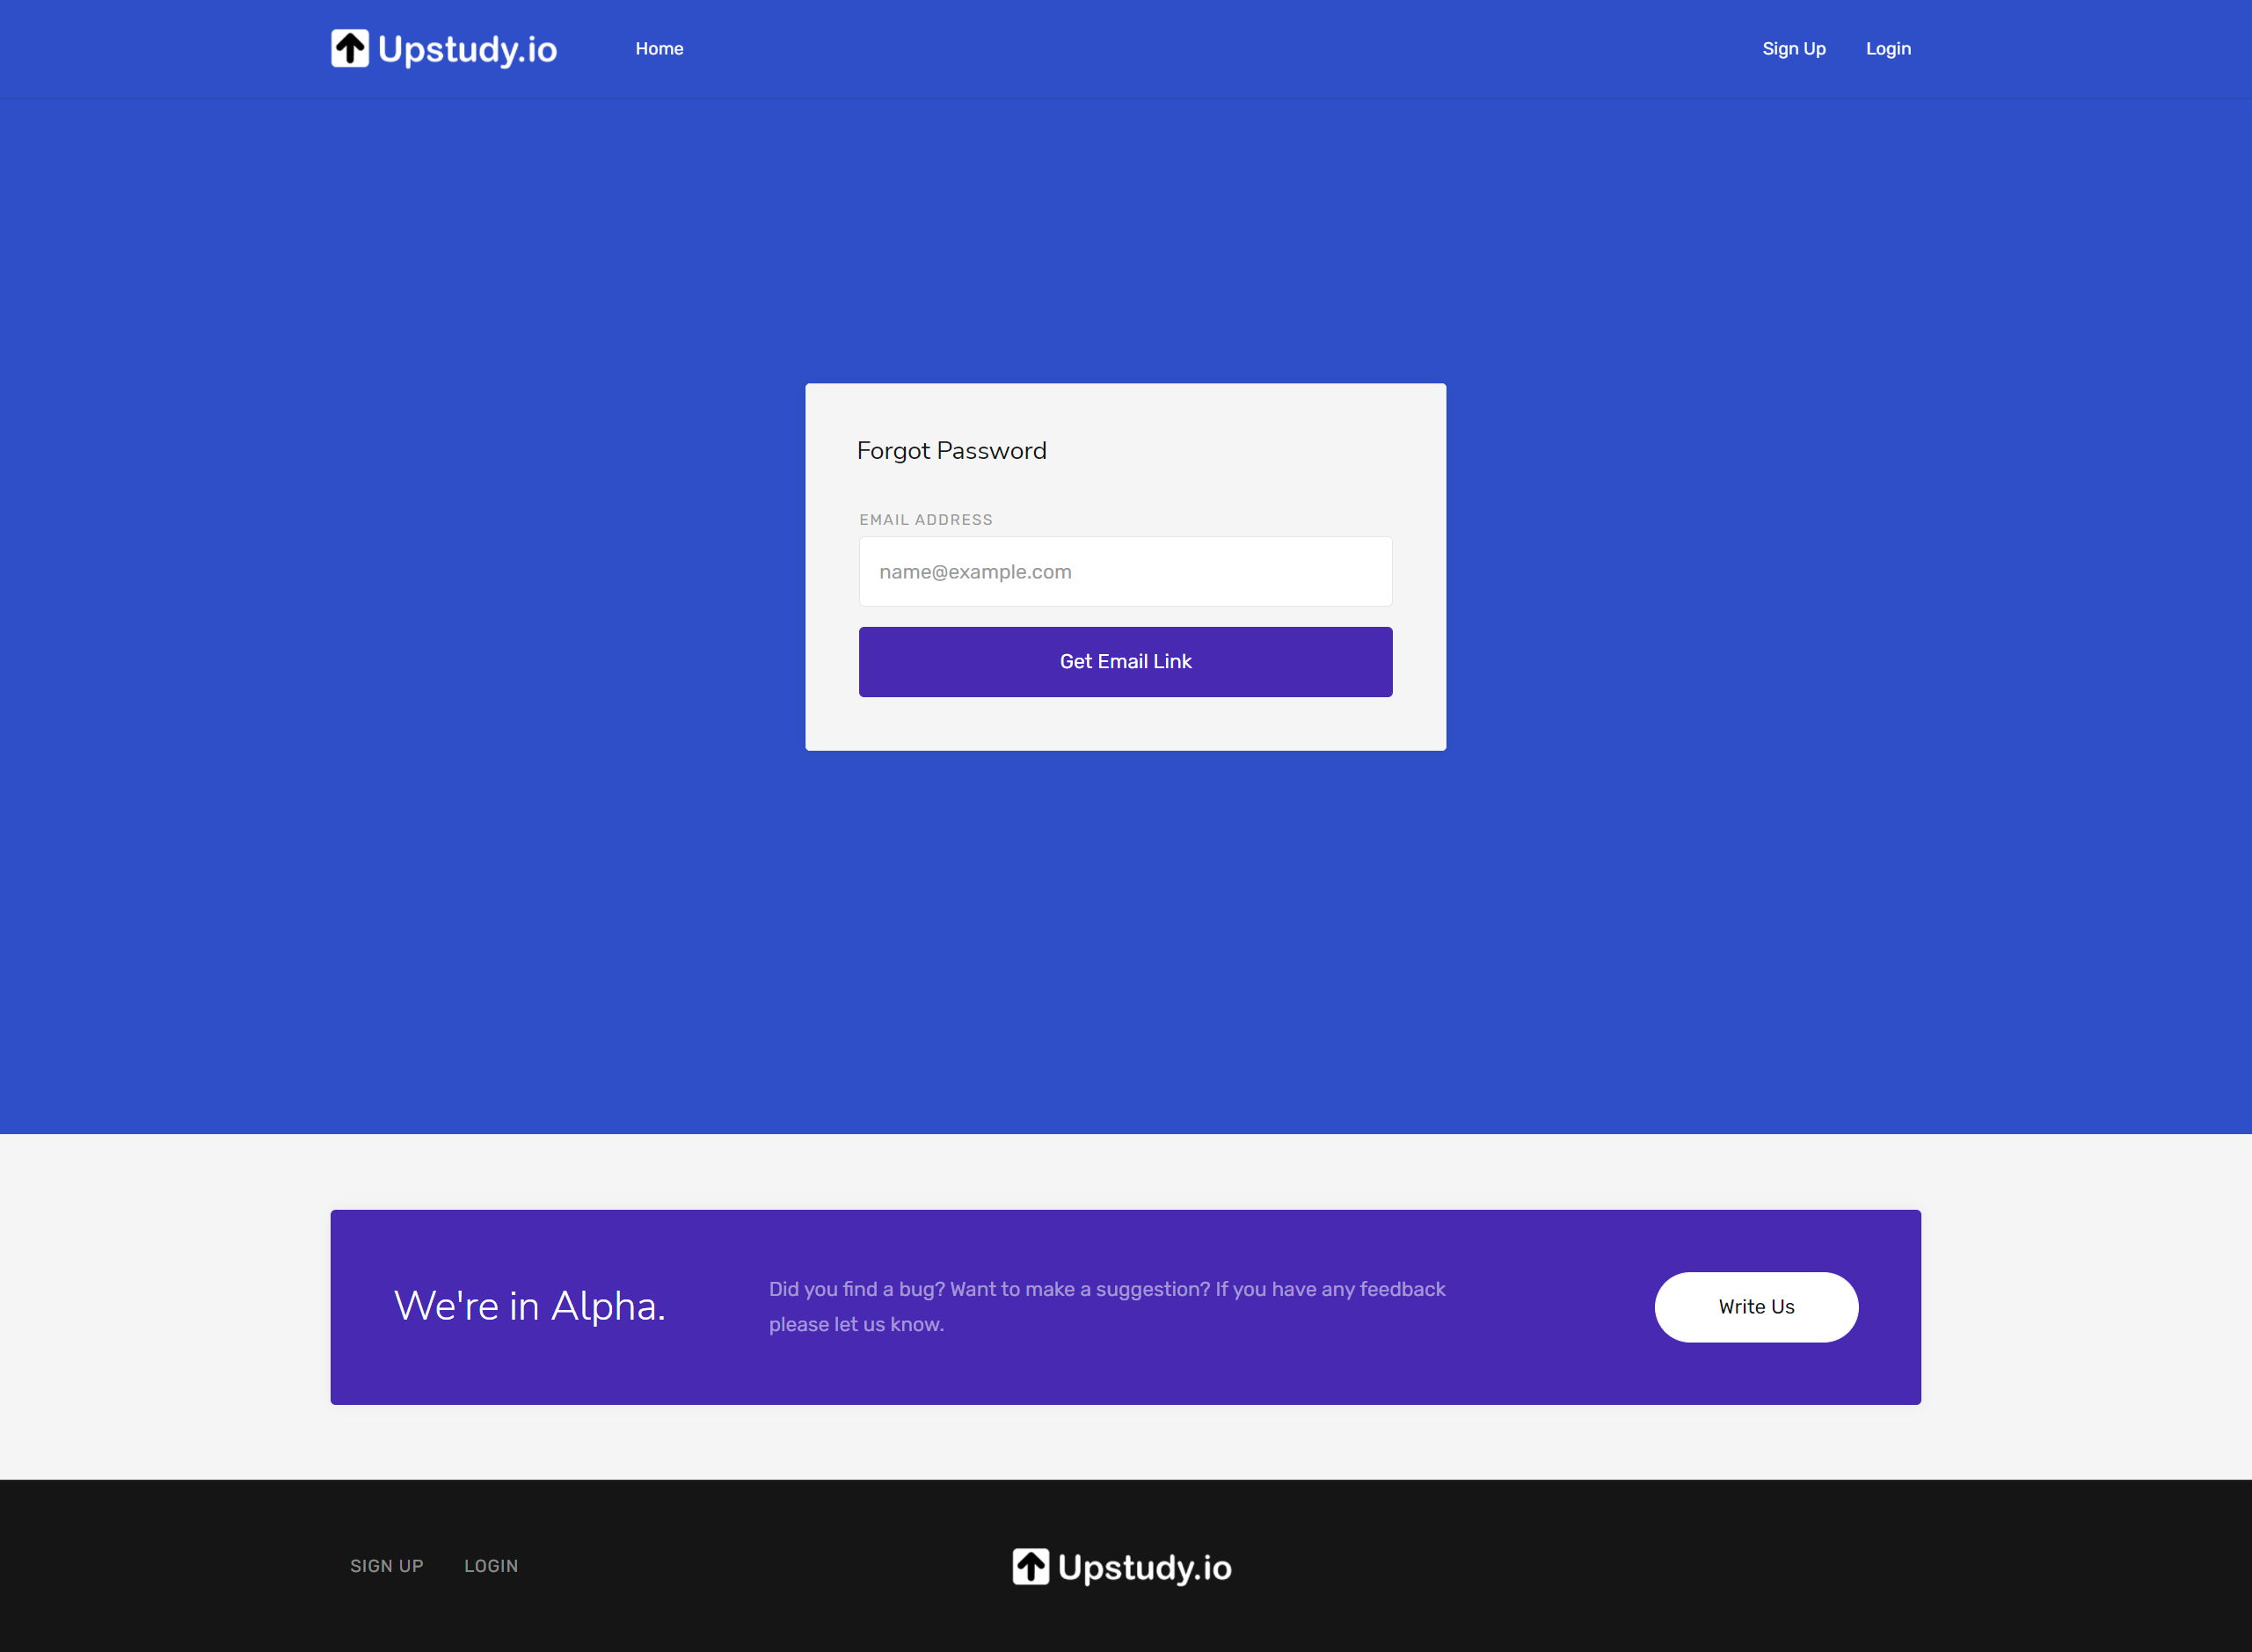 Upstudy.io
Home
Sign Up
Login
Forgot Password
EMAIL ADDRESS
name@example.com
Get Email Link
We're in Alpha.
Did you find a bug? Want to make a suggestion? If you have any feedback
please let us know.
Write Us
SIGN UP
LOGIN
Upstudy.io